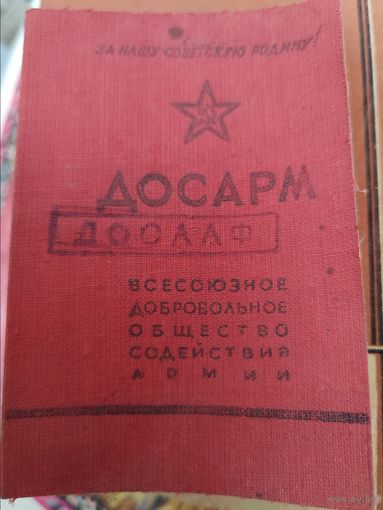 ЗА НАШУ СОВЕТСКУЮ РОДИНУ!
ДОСАРМ
ДОСААФ
ВСЕСОЮЗНОЕ
ДОБРОВОЛЬНОЕ
ОБЩЕСТВО
СОДЕЙСТВИЯ
АРМИИ